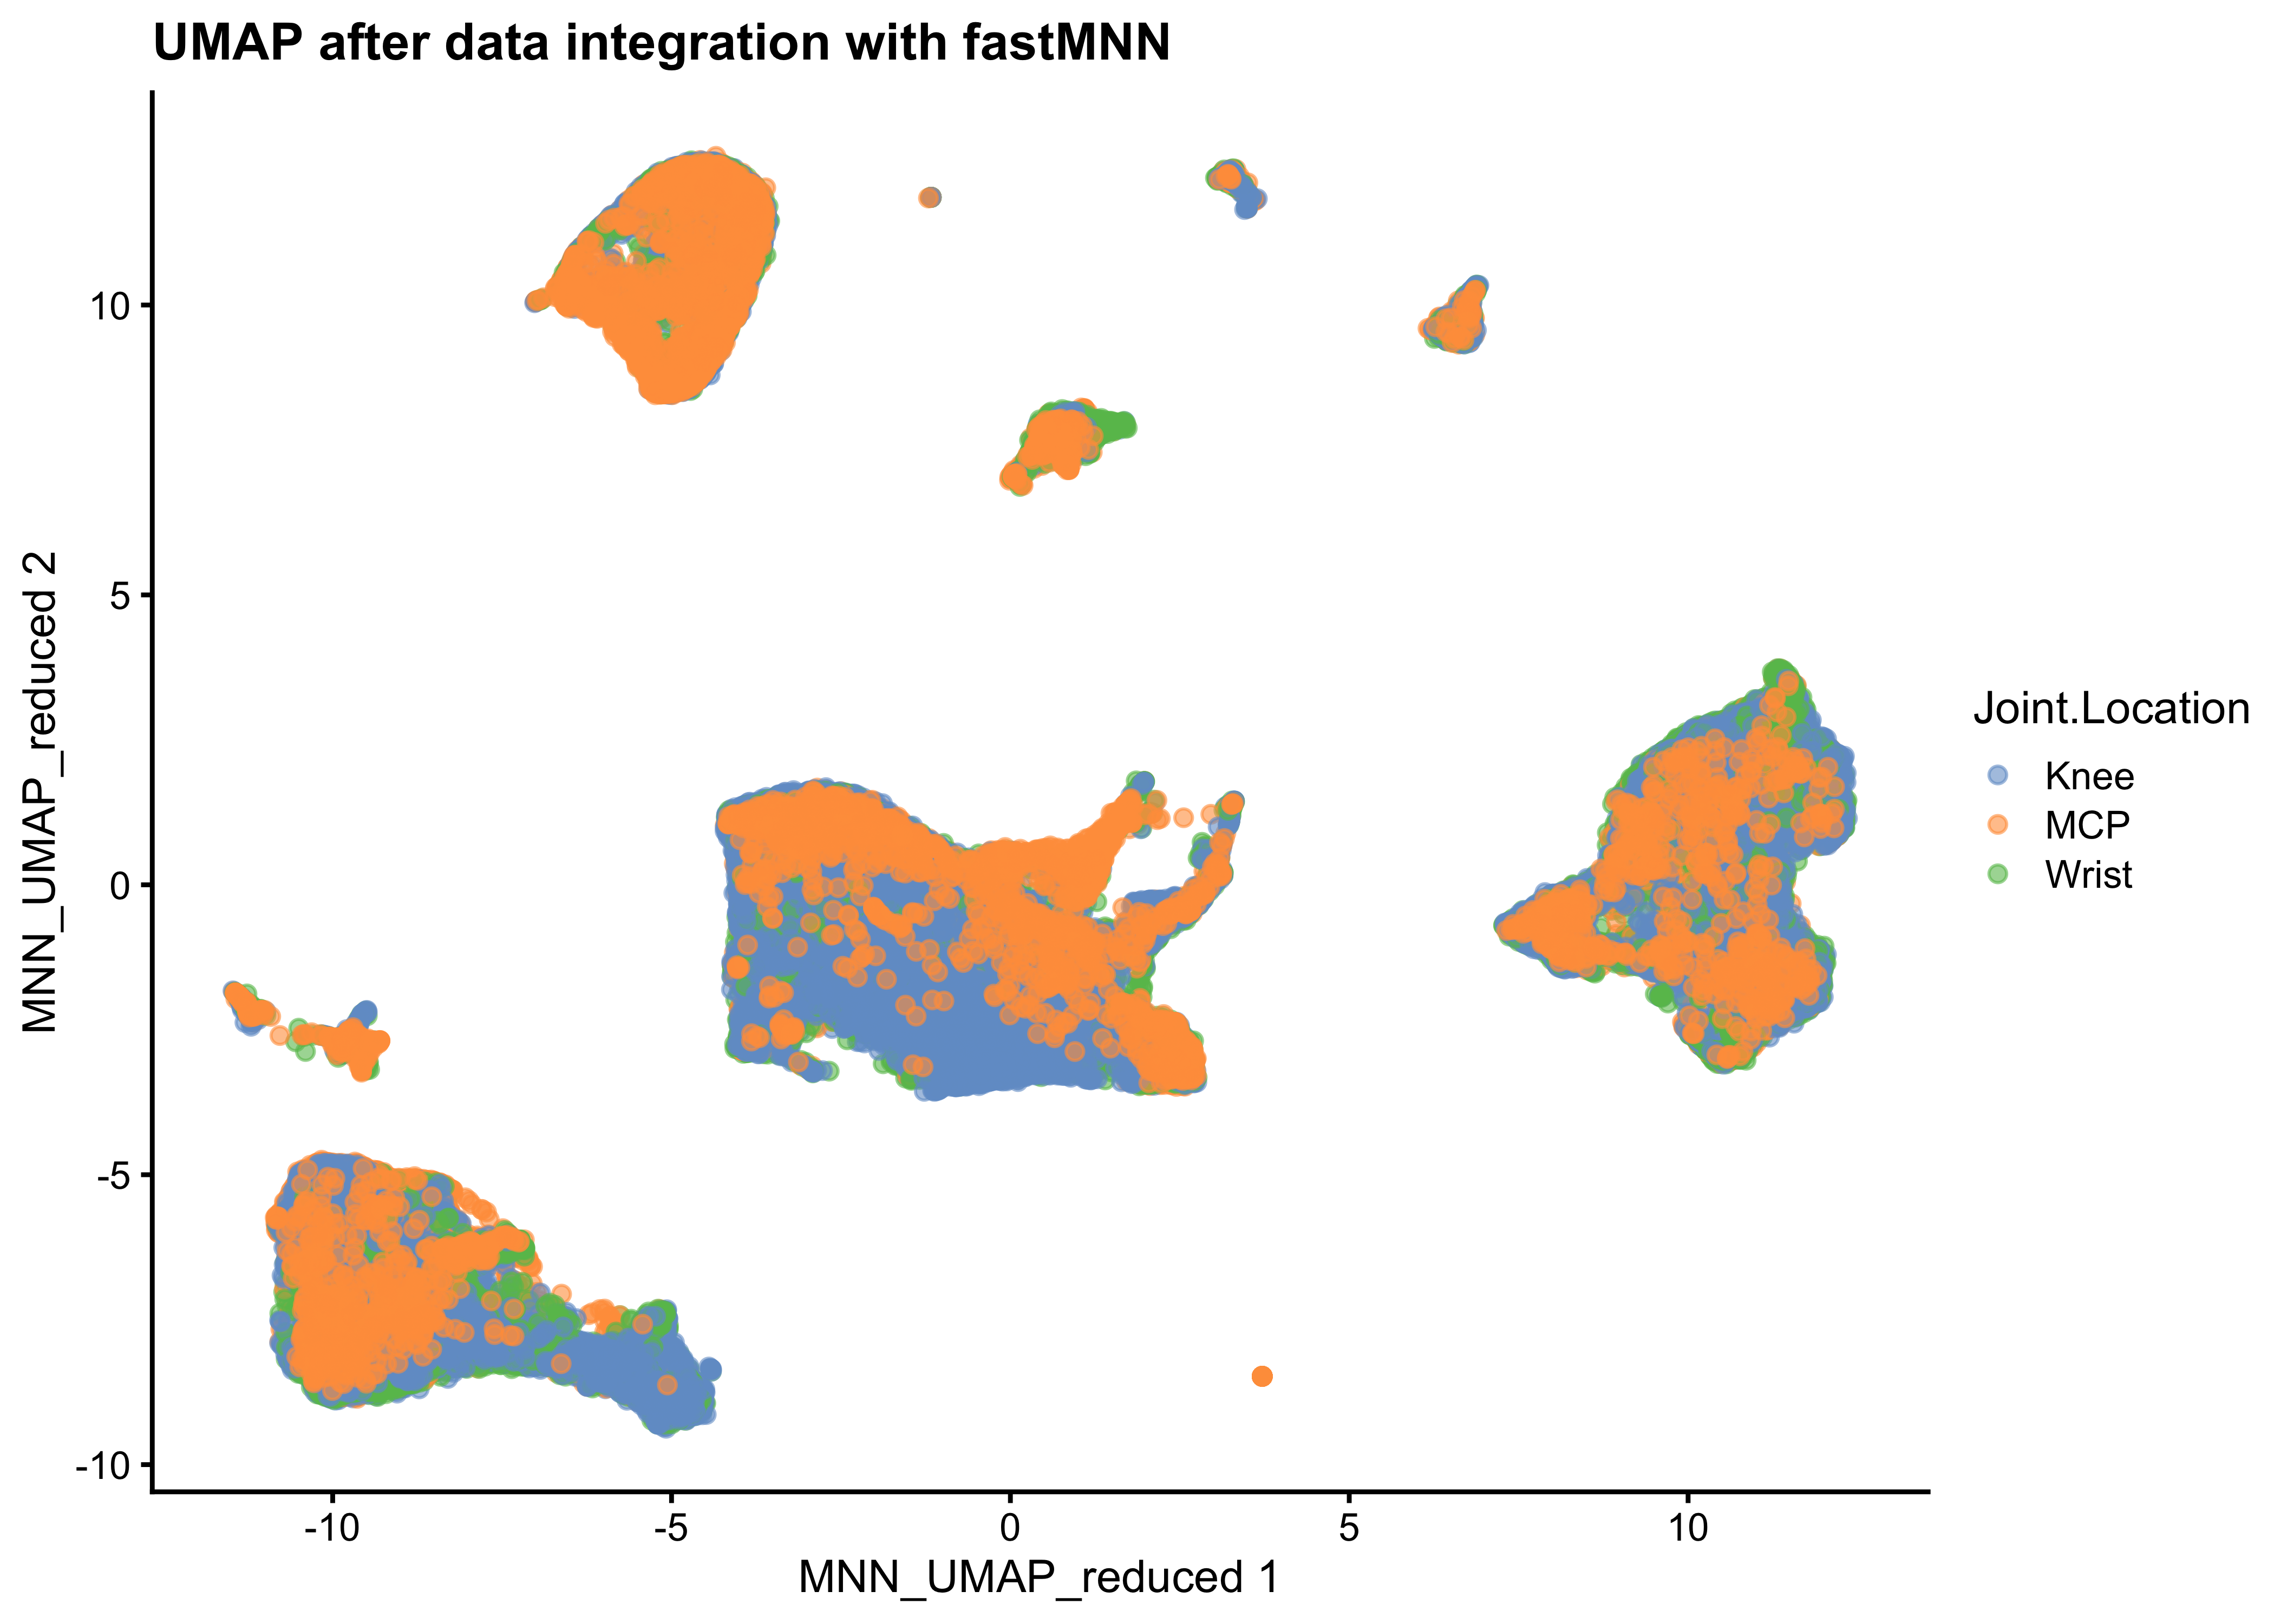 UMAP after data integration with fastMNN
MNN_UMAP_reduced 2
10
5
0
-5
-10
-10
-5
0
5
10
MNN_UMAP_reduced 1
Joint.Location
Knee
MCP
Wrist